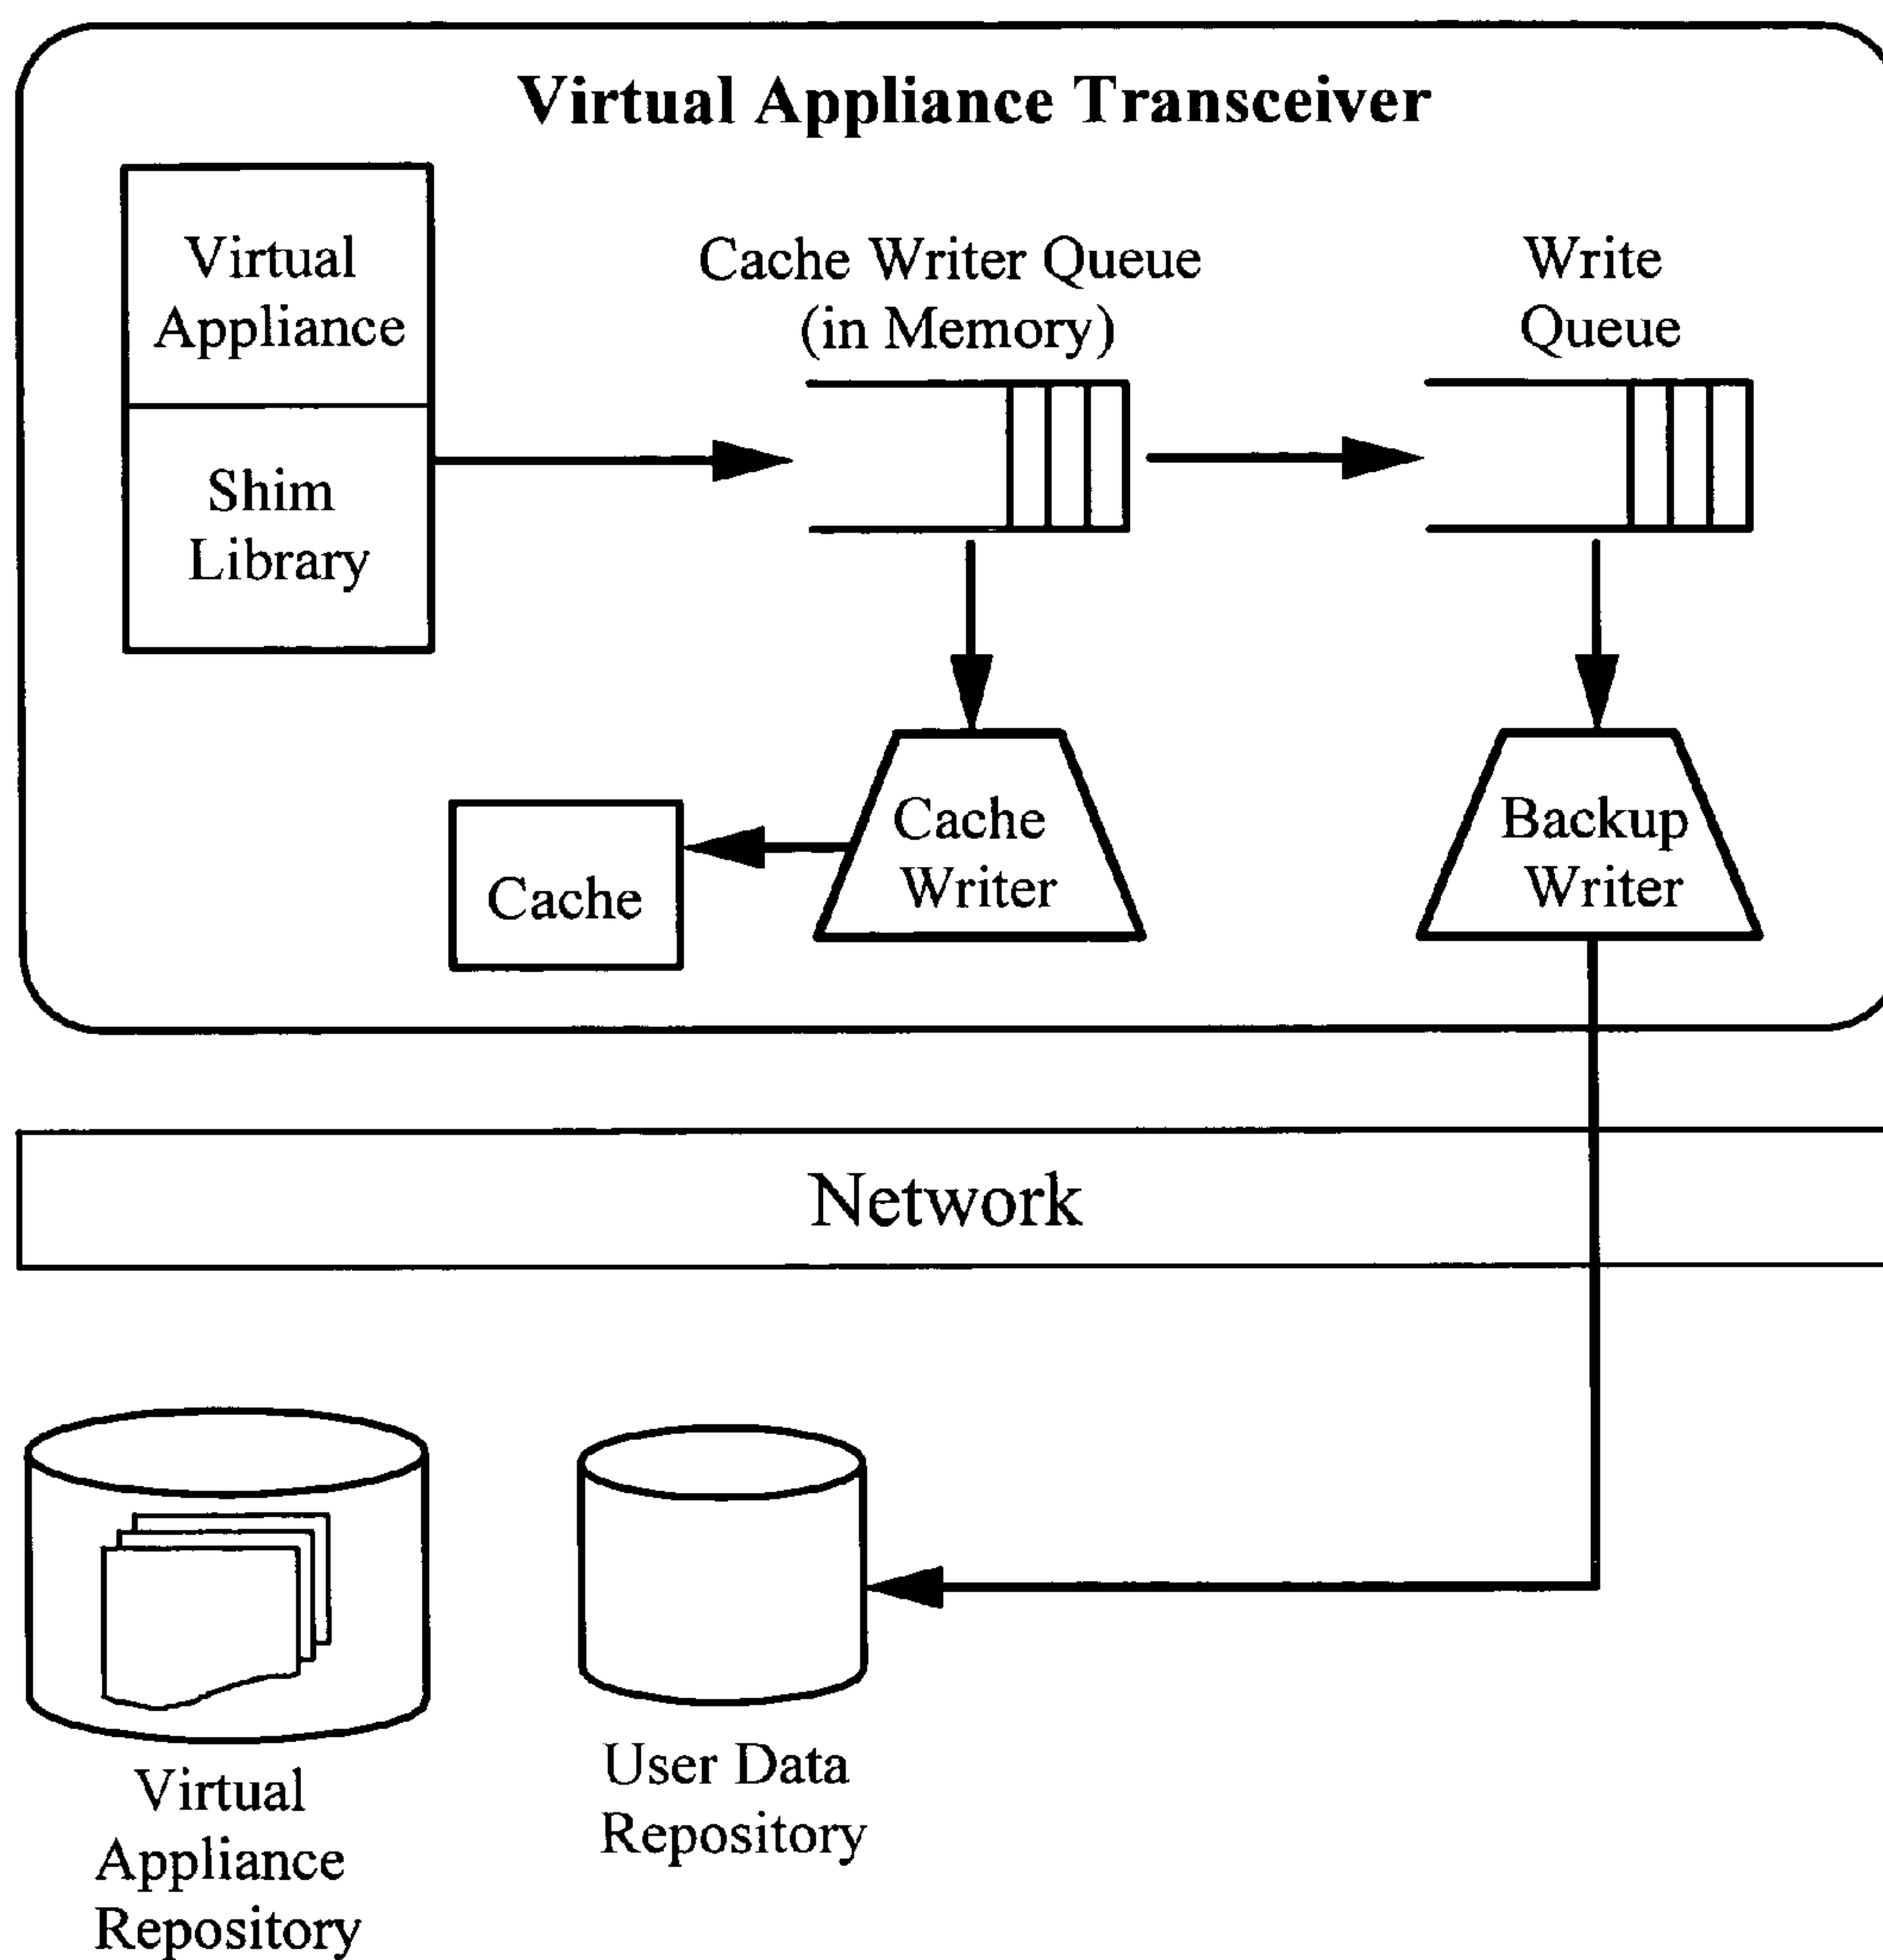 Virtual Appliance Transceiver
Virtual
Appliance
Shim
Library
Cache Writer Queue
(in Memory)
Write
Queue
Cache
Cache
Writer
Backup
Writer
Network
Virtual
Appliance
Repository
User Data
Repository